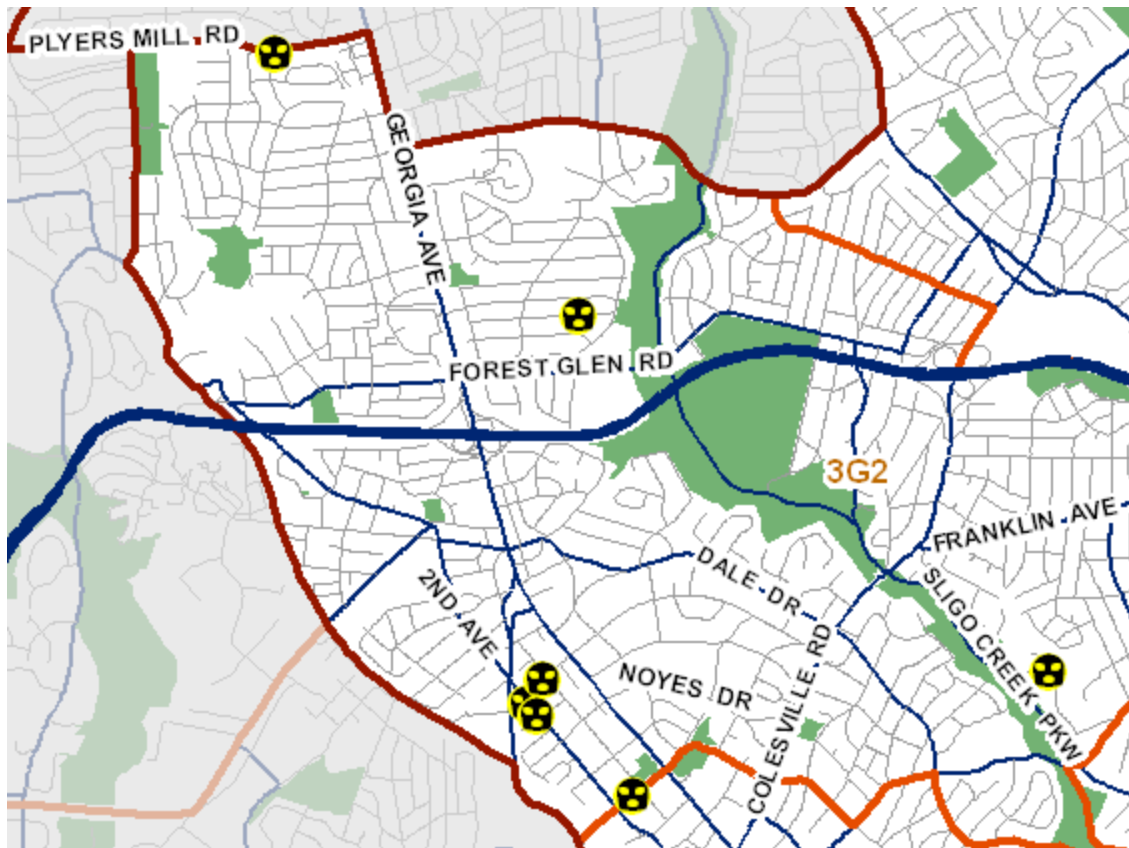 PLYERS MILL RD
GEORGIA AVE
FOREST GLEN RD
3G2
FRANKLIN AVE
DALE DR
2ND AVE
SLIGO CREEK PKW
NOYES DR
COLESVILLE RD